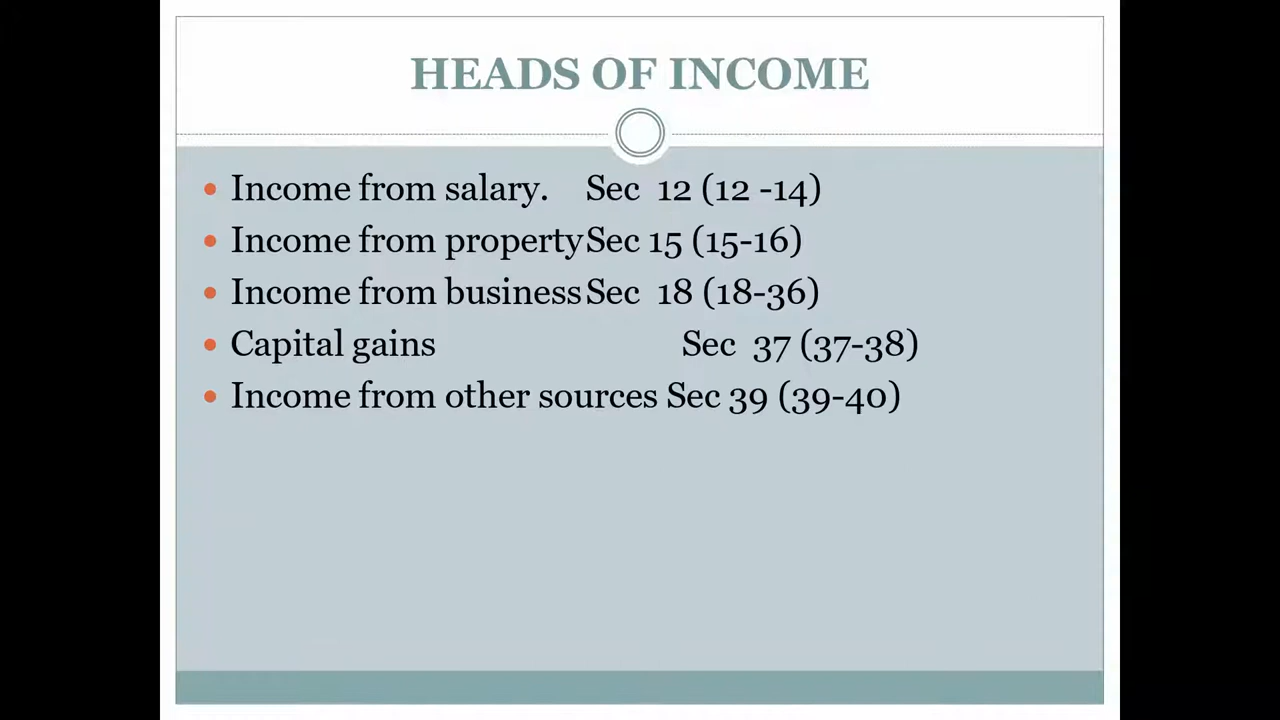 HEADS OF INCOME
• Income from salary. Sec 12 (12 -14)
• Income from property Sec 15 (15-16)
• Income from business Sec 18 (18-36)
• Capital gains Sec 37 (37-38)
• Income from other sources Sec 39 (39-40)